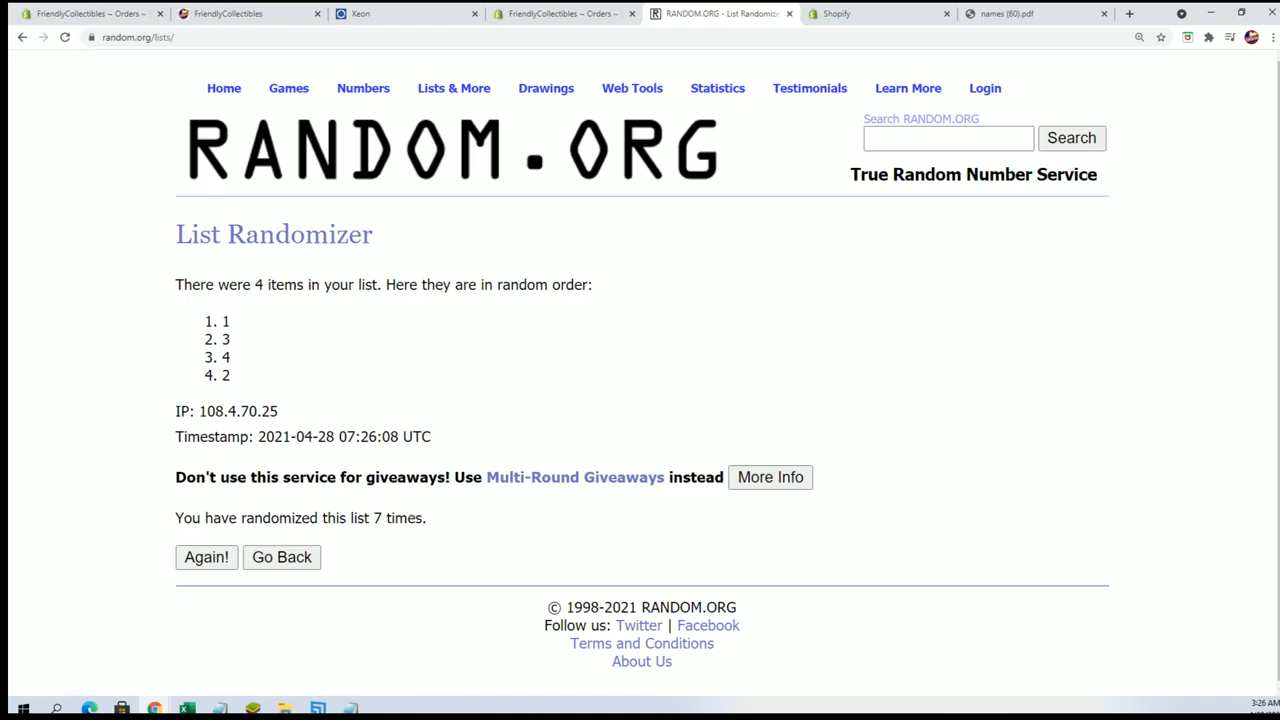 FriendlyCollectibles ~ Orders ~
FriendlyCollectibles
Xeon
FriendlyCollectibles ~ Orders ~
RANDOM.ORG - List Randomize
Shopify
names (60).pdf
random.org/lists/
Home Games Numbers Lists & More Drawings Web Tools Statistics Testimonials Learn More Login
RANDOM.ORG
Search RANDOM.ORG
Search
True Random Number Service
List Randomizer
There were 4 items in your list. Here they are in random order:
1. 1
2. 3
3. 4
4. 2
IP: 108.4.70.25
Timestamp: 2021-04-28 07:26:08 UTC
Don't use this service for giveaways! Use Multi-Round Giveaways instead More Info
You have randomized this list 7 times.
Again! Go Back
© 1998-2021 RANDOM.ORG
Follow us: Twitter | Facebook
Terms and Conditions
About Us
3:26 AM